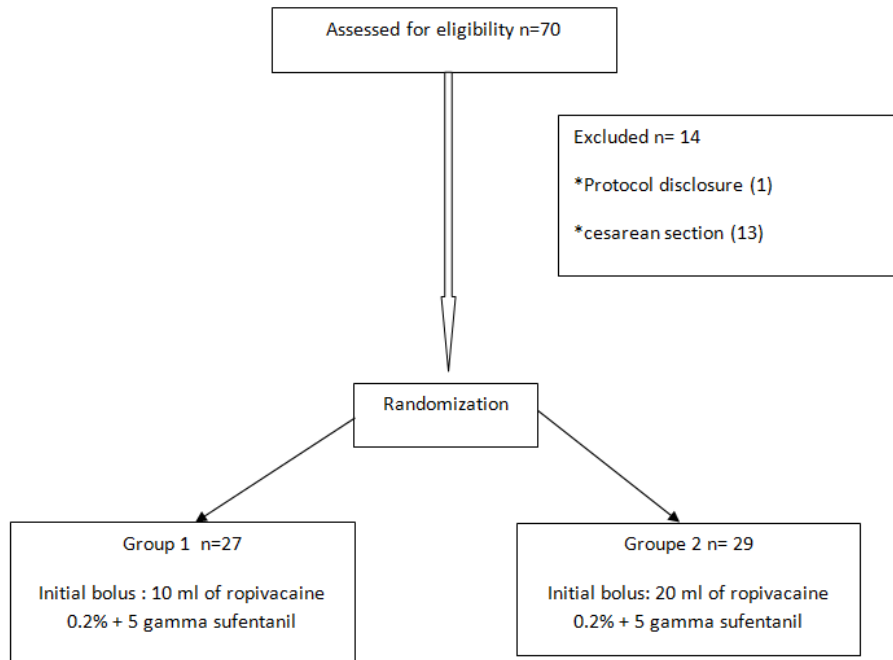 Assessed for eligibility n=70
Excluded n= 14
*Protocol disclosure (1)
*cesarean section (13)
Randomization
Group 1  n=27
Initial bolus : 10 ml of ropivacaine
0.2% + 5 gamma sufentanil
Groupe 2 n= 29
Initial bolus: 20 ml of ropivacaine
0.2% + 5 gamma sufentanil